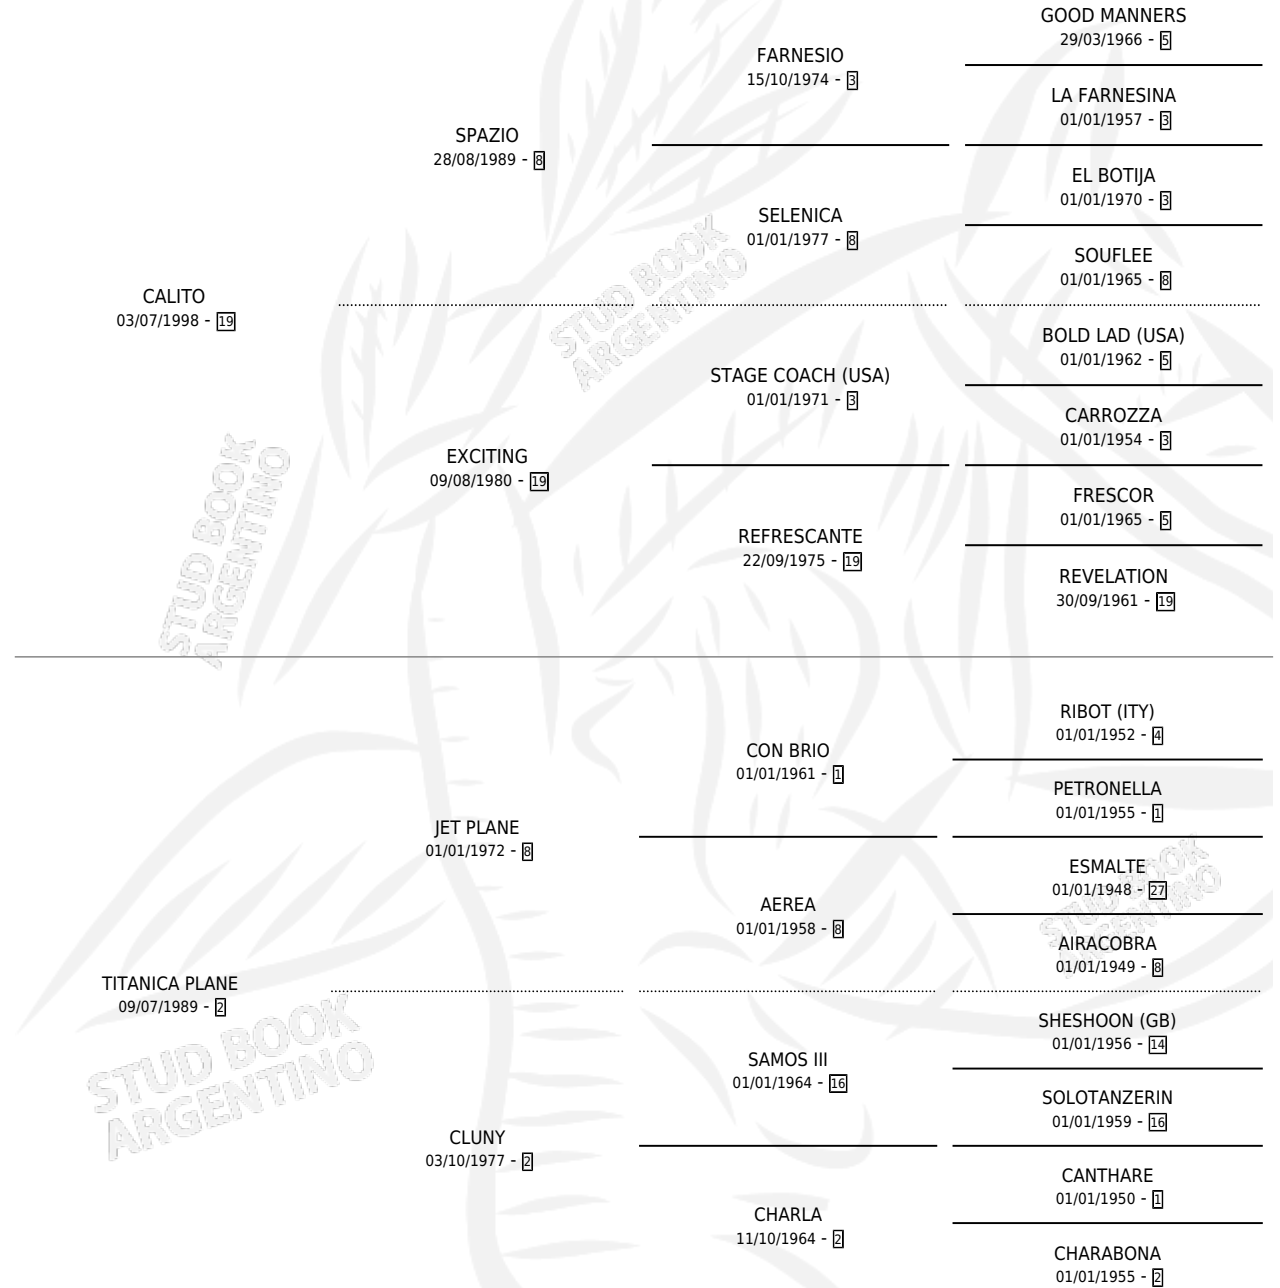 GOOD MANNERS
29/03/1966 - 5
FARNESIO
15/10/1974 - 3
LA FARNESINA
01/01/1957 - 3
SPAZIO
28/08/1989 - 8
EL BOTIJA
01/01/1970 - 3
SELENICA
01/01/1977 - 8
SOUFLEE
01/01/1965 - 8
CALITO
03/07/1998 - 19
BOLD LAD (USA)
01/01/1962 - 5
STAGE COACH (USA)
01/01/1971 - 3
CARROZZA
01/01/1954 - 3
EXCITING
09/08/1980 - 19
FRESCOR
01/01/1965 - 5
REFRESCANTE
22/09/1975 - 19
REVELATION
30/09/1961 - 19
RIBOT (ITY)
01/01/1952 - 4
CON BRIO
01/01/1961 - 1
PETRONELLA
01/01/1955 - 1
JET PLANE
01/01/1972 - 8
ESMALTE
01/01/1948 - 27
AEREA
01/01/1958 - 8
AIRACOBRA
01/01/1949 - 8
TITANICA PLANE
09/07/1989 - 2
SHESHOON (GB)
01/01/1956 - 14
SAMOS III
01/01/1964 - 16
SOLOTANZERIN
01/01/1959 - 16
CLUNY
03/10/1977 - 2
CANTHARE
01/01/1950 - 1
CHARLA
11/10/1964 - 2
CHARABONA
01/01/1955 - 2
STUD BOOK
ARGENTINO
STUD BOOK
ARGENTINO
STUD BOOK
ARGENTINO
STUD BOOK
ARGENTINO